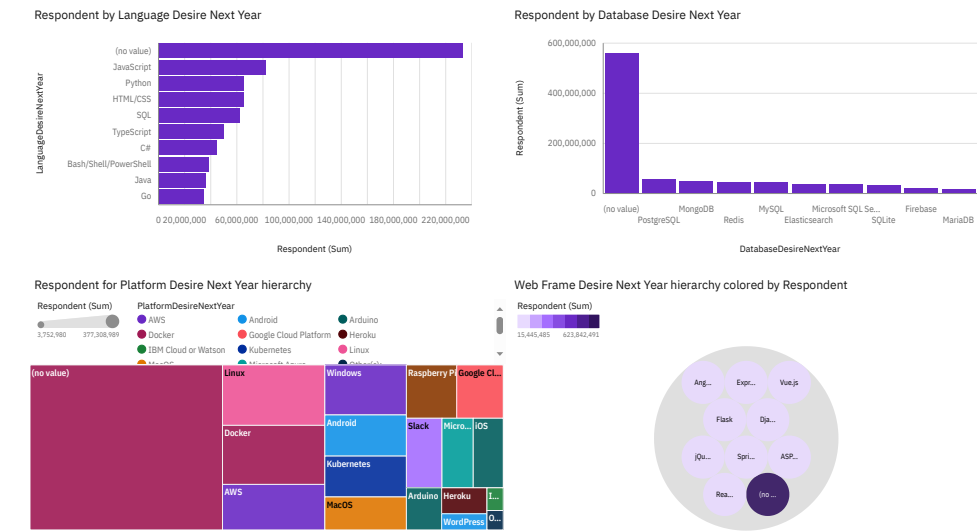 Respondent by Language Desire Next Year
LanguageDesireNextYear
(no value)
JavaScript
Python
HTML/CSS
SQL
TypeScript
C#
Bash/Shell/PowerShell
Java
Go
0 20,000,000 60,000,000 100,000,000 140,000,000 180,000,000 220,000,000
Respondent (Sum)
Respondent by Database Desire Next Year
Respondent (Sum)
600,000,000
400,000,000
200,000,000
0
(no value) MongoDB MySQL Microsoft SQL Se... Firebase
PostgreSQL Redis Elasticsearch SQLite MariaDB
DatabaseDesireNextYear
Respondent for Platform Desire Next Year hierarchy
Respondent (Sum)
3,752,980 377,308,989
PlatformDesireNextYear
AWS Android Arduino
Docker Google Cloud Platform Heroku
IBM Cloud or Watson Kubernetes Linux
MacOS Microsoft Azure Other(s):
(no value)
Linux
Docker
AWS
Windows
Android
Kubernetes
MacOS
Raspberry Pi
Google Cl...
Slack
Micro...
iOS
Arduino
Heroku
I...
WordPress
O...
Web Frame Desire Next Year hierarchy colored by Respondent
Respondent (Sum)
15,445,485 623,842,491
Ang... Expr... Vue.js
Flask Dja...
jQu... Spri... ASP...
Rea... (no ...